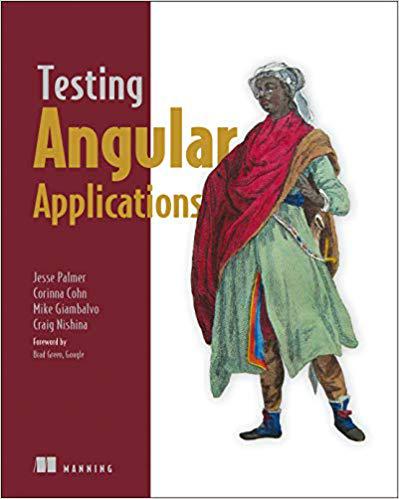 Testing
Angular
Applications
Jesse Palmer
Corinna Cohn
Mike Giambalvo
Craig Nishina
Foreword by
Brad Green, Google
MANNING